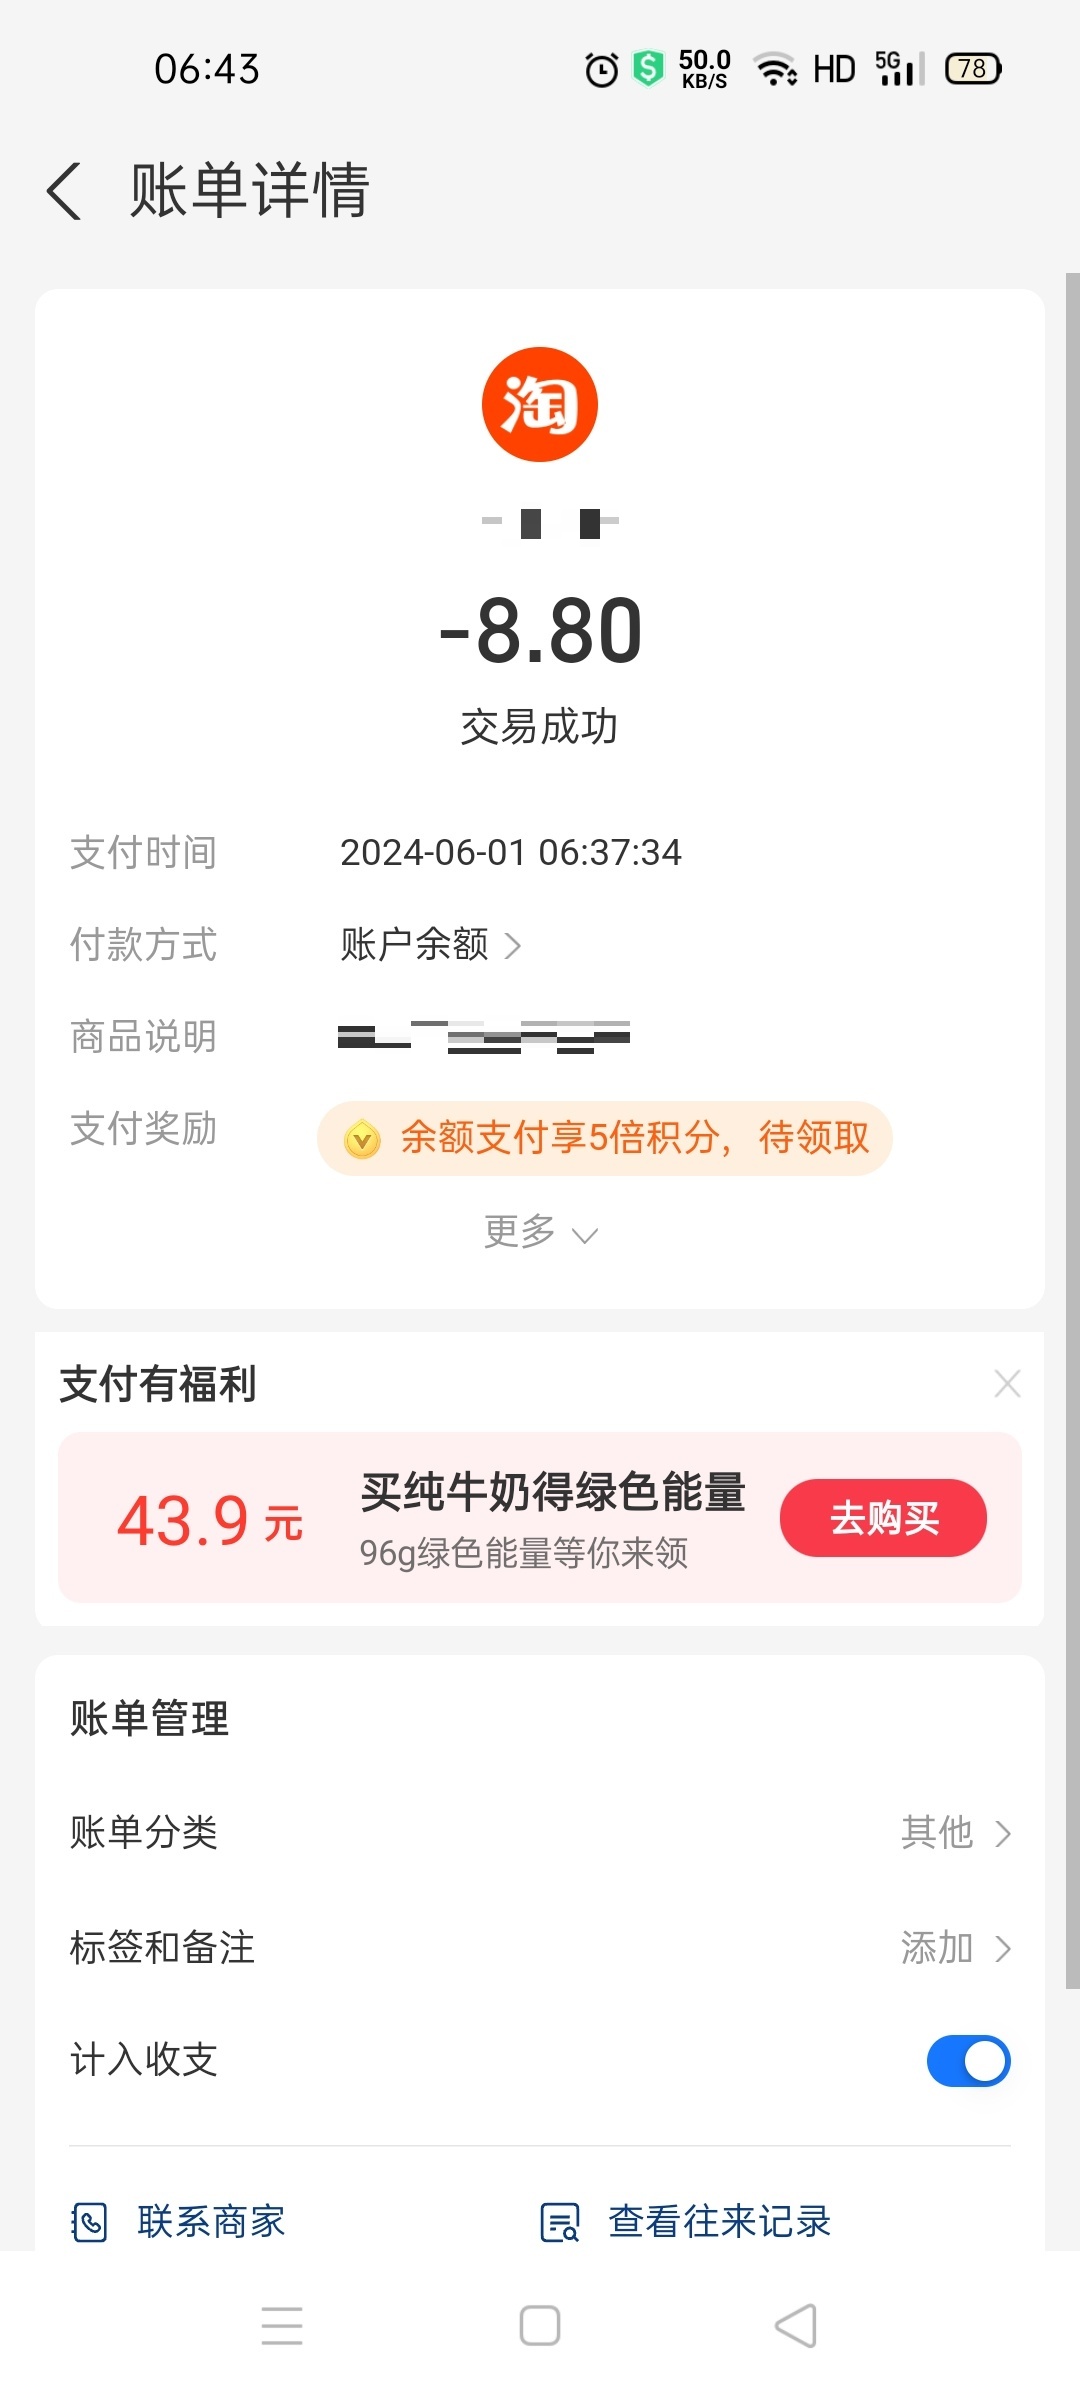 06:43
50.0
KB/S
HD
5G
78
账单详情
淘
-8.80
交易成功
支付时间
2024-06-01 06:37:34
付款方式
账户余额
商品说明
支付奖励
余额支付享5倍积分，待领取
更多
支付有福利
43.9 元
买纯牛奶得绿色能量
96g绿色能量等你来领
去购买
账单管理
账单分类
其他
标签和备注
添加
计入收支
联系商家
查看往来记录